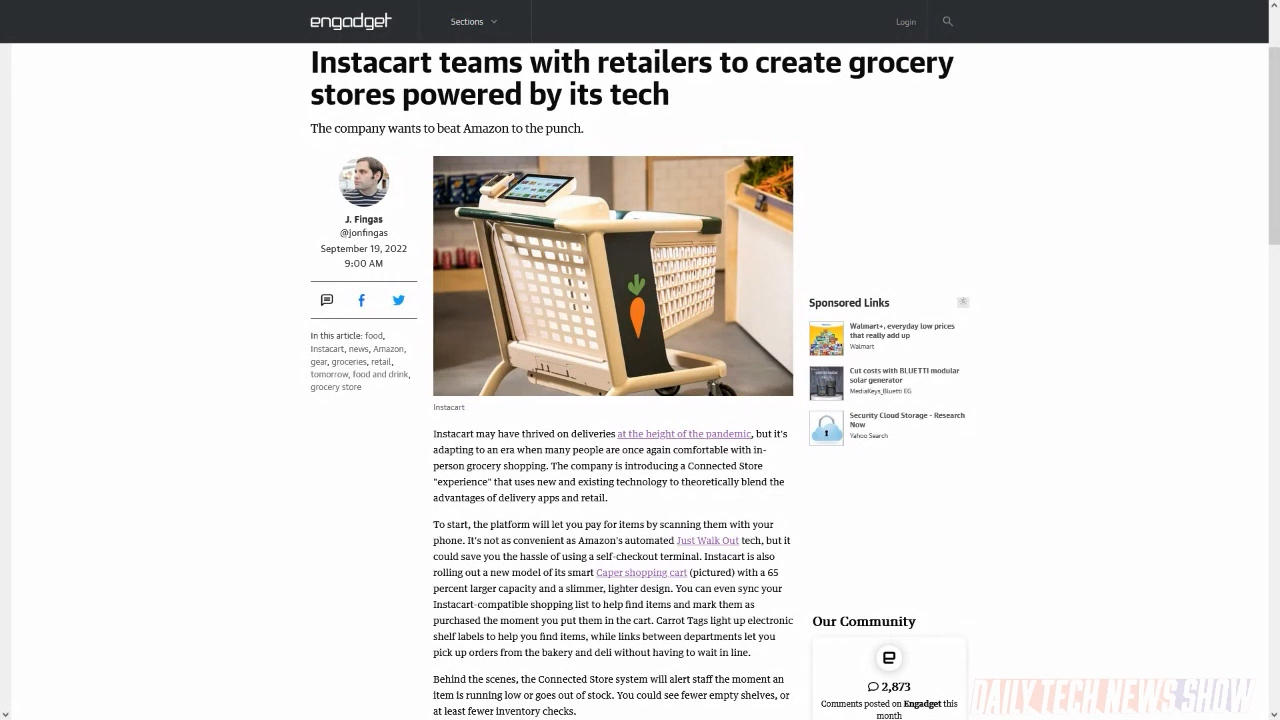 engadget
Sections
Login
Instacart teams with retailers to create grocery
stores powered by its tech
The company wants to beat Amazon to the punch.
J. Fingas
@jonfingas
September 19, 2022
9:00 AM
In this article: food,
Instacart, news, Amazon,
gear, groceries, retail,
tomorrow, food and drink,
grocery store
Instacart
Instacart may have thrived on deliveries at the height of the pandemic, but it's
adapting to an era when many people are once again comfortable with in-
person grocery shopping. The company is introducing a Connected Store
"experience" that uses new and existing technology to theoretically blend the
advantages of delivery apps and retail.
To start, the platform will let you pay for items by scanning them with your
phone. It's not as convenient as Amazon's automated Just Walk Out tech, but it
could save you the hassle of using a self-checkout terminal. Instacart is also
rolling out a new model of its smart Caper shopping cart (pictured) with a 65
percent larger capacity and a slimmer, lighter design. You can even sync your
Instacart-compatible shopping list to help find items and mark them as
purchased the moment you put them in the cart. Carrot Tags light up electronic
shelf labels to help you find items, while links between departments let you
pick up orders from the bakery and deli without having to wait in line.
Behind the scenes, the Connected Store system will alert staff the moment an
item is running low or goes out of stock. You could see fewer empty shelves, or
at least fewer inventory checks.
Sponsored Links
Walmart+, everyday low prices
that really add up
Walmart
Cut costs with BLUETTI modular
solar generator
MediaKeys_Bluetti EG
Security Cloud Storage - Research
Now
Yahoo Search
Our Community
2,873
Comments posted on Engadget this
month
DAILY TECH NEWS SHOW